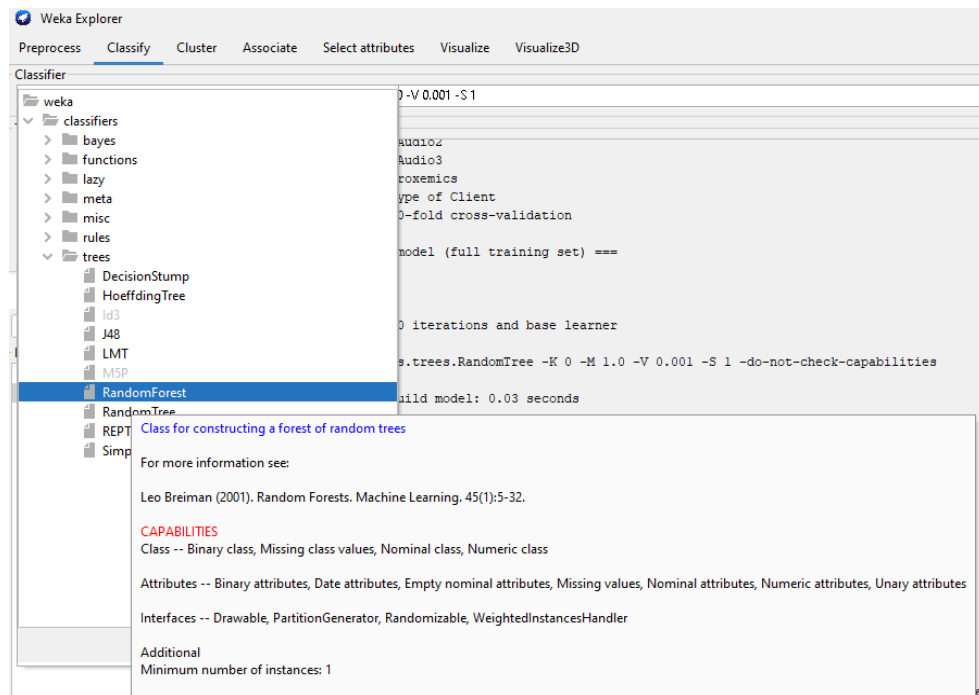 Weka Explorer
Preprocess Classify Cluster Associate Select attributes Visualize Visualize3D
Classifier
-V 0.001 -S 1
weka
classifiers
bayes
functions
lazy
meta
misc
rules
trees
DecisionStump
HoeffdingTree
Id3
J48
LMT
M5P
RandomForest
RandomTree
REPT
Simp
Audio2
Audio3
roxemics
ype of Client
0-fold cross-validation
model (full training set) ===
0 iterations and base learner
s.trees.RandomTree -K 0 -M 1.0 -V 0.001 -S 1 -do-not-check-capabilities
uild model: 0.03 seconds
Class for constructing a forest of random trees
For more information see:
Leo Breiman (2001). Random Forests. Machine Learning. 45(1):5-32.
CAPABILITIES
Class -- Binary class, Missing class values, Nominal class, Numeric class
Attributes -- Binary attributes, Date attributes, Empty nominal attributes, Missing values, Nominal attributes, Numeric attributes, Unary attributes
Interfaces -- Drawable, PartitionGenerator, Randomizable, WeightedInstancesHandler
Additional
Minimum number of instances: 1